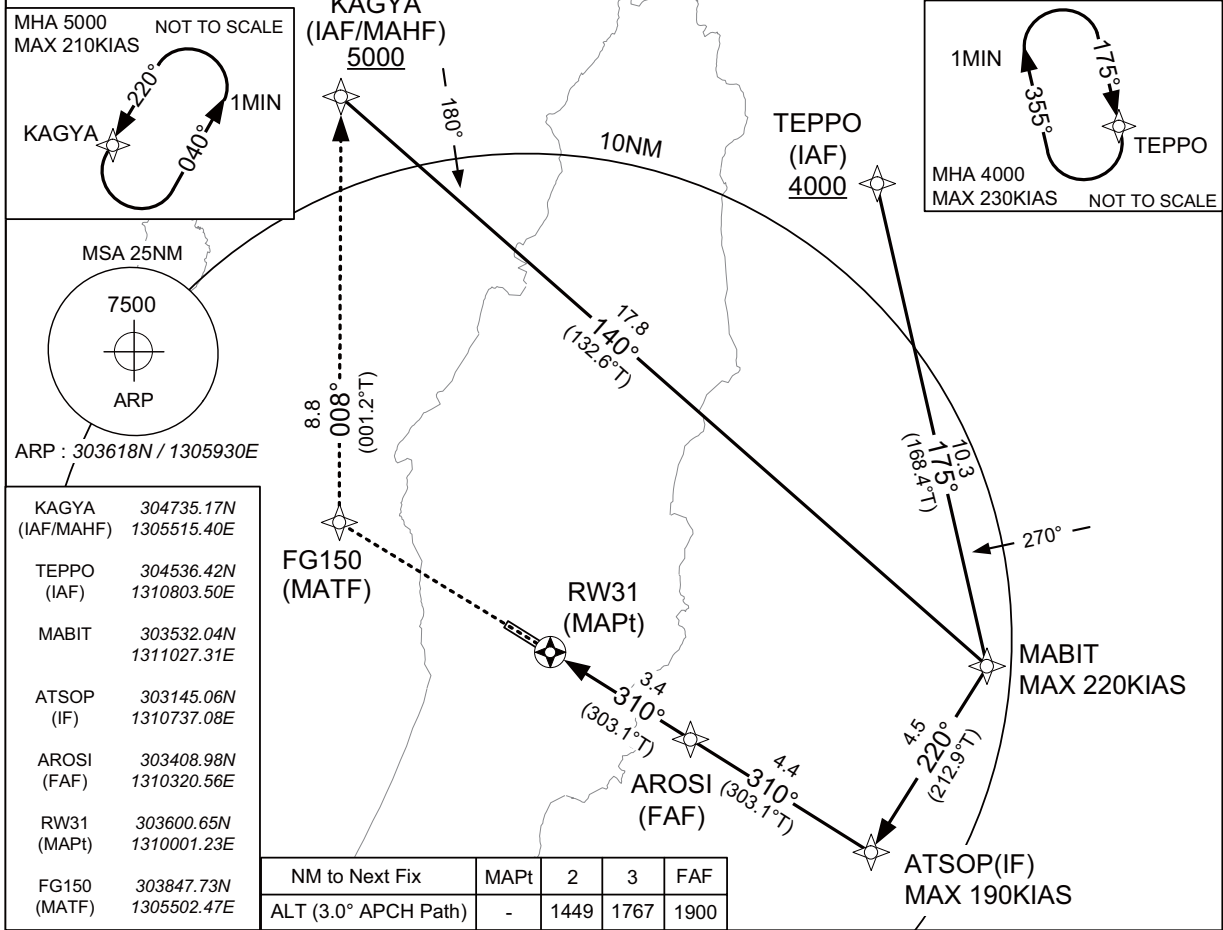 MHA 5000
MAX 210KIAS
NOT TO SCALE
220°
1MIN
KAGYA
040°
KAGYA
(IAF/MAHF)
5000
180°
10NM
TEPPO
(IAF)
4000
1MIN
175°
355°
TEPPO
MHA 4000
MAX 230KIAS
NOT TO SCALE
MSA 25NM
7500
ARP
ARP : 303618N / 1305930E
8.8
008°
(001.2°T)
17.8
140°
(132.6°T)
10.3
175°
(168.4°T)
270°
FG150
(MATF)
RW31
(MAPt)
MABIT
MAX 220KIAS
3.4
310°
(303.1°T)
4.5
220°
(212.9°T)
AROSI
(FAF)
4.4
310°
(303.1°T)
ATSOP(IF)
MAX 190KIAS
KAGYA 304735.17N
(IAF/MAHF) 1305515.40E
TEPPO 304536.42N
(IAF) 1310803.50E
MABIT 303532.04N
1311027.31E
ATSOP 303145.06N
(IF) 1310737.08E
AROSI 303408.98N
(FAF) 1310320.56E
RW31 303600.65N
(MAPt) 1310001.23E
FG150 303847.73N
(MATF) 1305502.47E
NM to Next Fix MAPt 2 3 FAF
ALT (3.0° APCH Path) - 1449 1767 1900